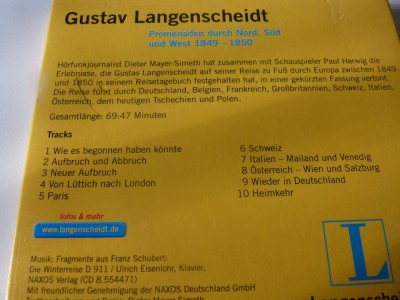 Gustav Langenscheidt
Promenaden durch Nord, Süd
und West 1849 –1850
Hörfunkjournalist Dieter Mayer-Simeth hat zusammen mit Schauspieler Paul Herwig die
Erlebnisse, die Gustav Langenscheidt auf seiner Reise zu Fuß durch Europa zwischen 1849
und 1850 in seinem Reisetagebuch festgehalten hat, in einer gekürzten Fassung vertont.
Die Reise führt durch Deutschland, Belgien, Frankreich, Großbritannien, Schweiz, Italien,
Österreich, dem heutigen Tschechien und Polen.
Gesamtlänge: 69:47 Minuten
Tracks
1 Wie es begonnen haben könnte
2 Aufbruch und Abbruch
3 Neuer Aufbruch
4 Von Lüttich nach London
5 Paris
6 Schweiz
7 Italien – Mailand und Venedig
8 Österreich – Wien und Salzburg
9 Wieder in Deutschland
10 Heimkehr
Infos & mehr
www.langenscheidt.de
Musik: Fragmente aus Franz Schubert:
Die Winterreise D 911 / Ulrich Eisenlohr, Klavier,
NAXOS Verlag (CD 8.554471)
Mit freundlicher Genehmigung der NAXOS Deutschland GmbH
L